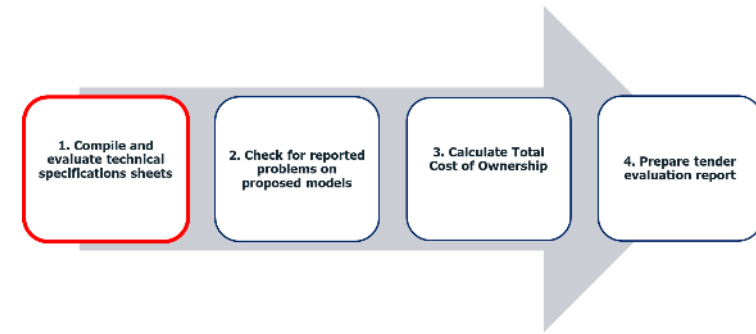 1. Compile and
evaluate technical
specifications sheets
2. Check for reported
problems on
proposed models
3. Calculate Total
Cost of Ownership
4. Prepare tender
evaluation report